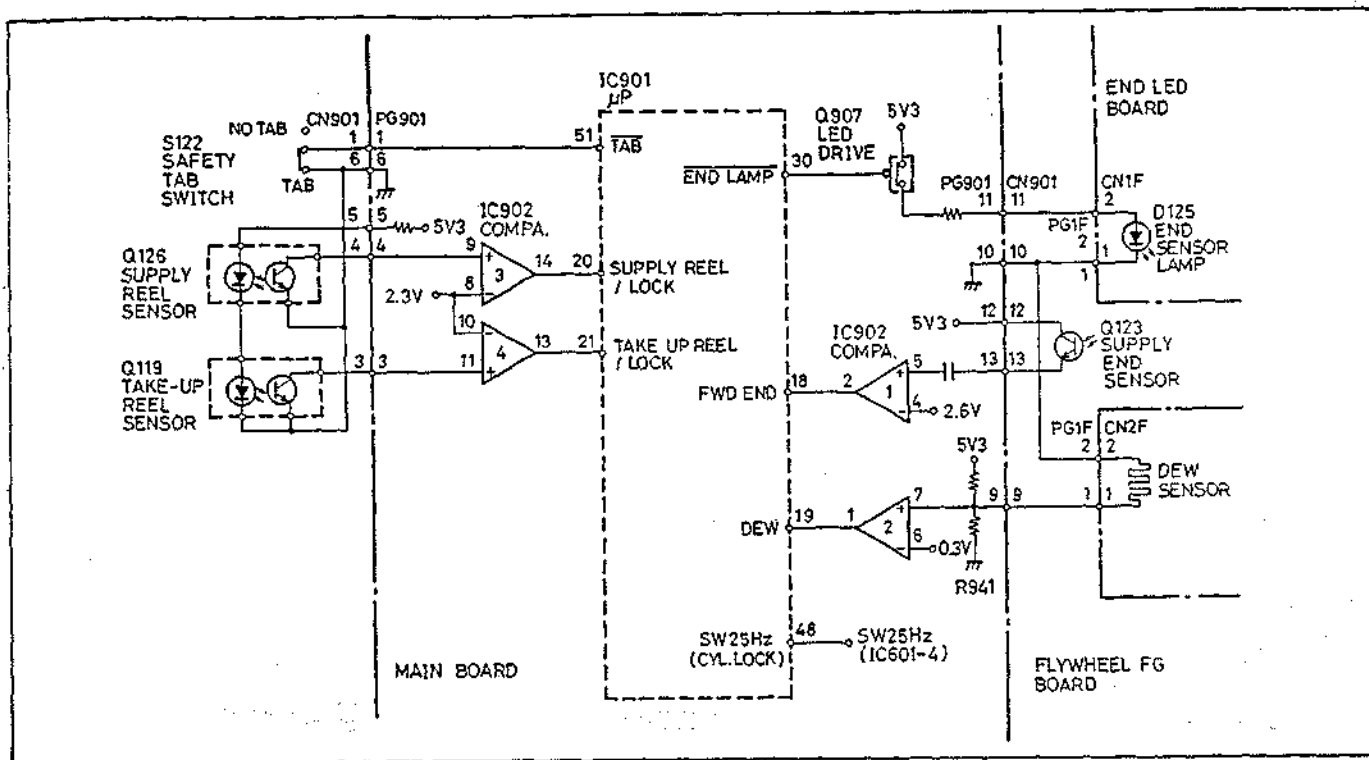 IC901
μP
Q907
LED
DRIVE
5V3
END LED
BOARD
NO TAB
CN901
PG901
S122
SAFETY
TAB
SWITCH
1
1
6
6
TAB
51
TAB
END LAMP
30
PG901
CN901
11
11
CN1F
2
PG1F
2
D125
END
SENSOR
LAMP
10
10
1
1
5
5
5V3
4
4
IC902
COMPA.
9
3
14
20
SUPPLY REEL
/ LOCK
Q126
SUPPLY
REEL
SENSOR
2.3V
8
10
4
13
21
TAKE UP REEL
/ LOCK
11
Q119
TAKE-UP
REEL
SENSOR
3
3
5V3
12
12
Q123
SUPPLY
END
SENSOR
IC902
COMPA.
FWD END
18
2
1
5
13
13
4
2.6V
5V3
PG1F
CN2F
2
2
DEW
SENSOR
DEW
19
1
2
7
9
9
1
1
6
0.3V
R941
SW25Hz
(CYL.LOCK)
48
SW25Hz
(IC601-4)
MAIN BOARD
FLYWHEEL FG
BOARD